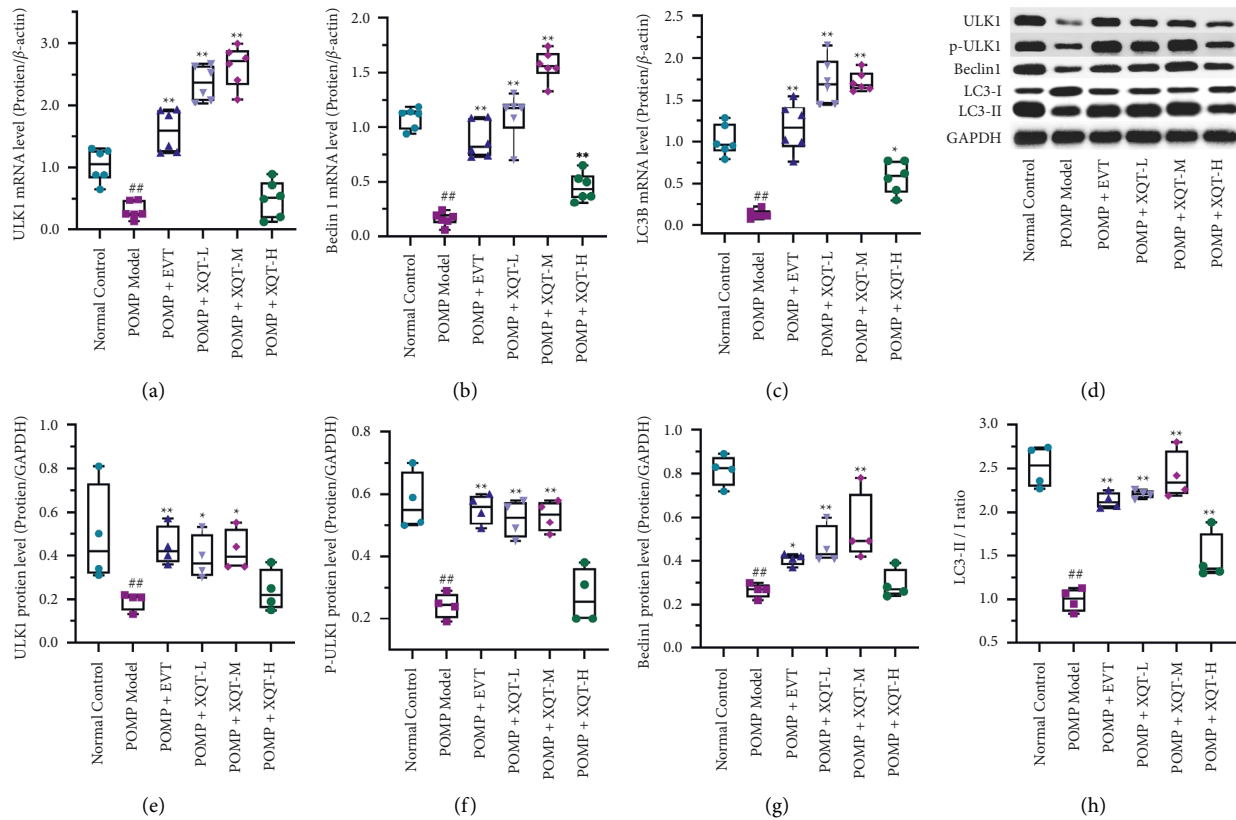 ULK1 mRNA level (Protien/β-actin)
3.0
2.0
1.0
0.0
##
**
**
**
Normal Control
POMP Model
POMP + EVT
POMP + XQT-L
POMP + XQT-M
POMP + XQT-H
(a)
Beclin 1 mRNA level (Protien/β-actin)
2.0
1.5
1.0
0.5
0.0
##
**
**
**
**
Normal Control
POMP Model
POMP + EVT
POMP + XQT-L
POMP + XQT-M
POMP + XQT-H
(b)
LC3B mRNA level (Protien/β-actin)
2.5
2.0
1.5
1.0
0.5
0.0
##
**
**
**
*
Normal Control
POMP Model
POMP + EVT
POMP + XQT-L
POMP + XQT-M
POMP + XQT-H
(c)
ULK1
p-ULK1
Beclin1
LC3-I
LC3-II
GAPDH
Normal Control
POMP Model
POMP + EVT
POMP + XQT-L
POMP + XQT-M
POMP + XQT-H
(d)
ULK1 protien level (Protien/GAPDH)
1.0
0.8
0.6
0.4
0.2
0.0
##
**
*
*
Normal Control
POMP Model
POMP + EVT
POMP + XQT-L
POMP + XQT-M
POMP + XQT-H
(e)
P-ULK1 protien level (Protien/GAPDH)
0.8
0.6
0.4
0.2
##
**
**
**
Normal Control
POMP Model
POMP + EVT
POMP + XQT-L
POMP + XQT-M
POMP + XQT-H
(f)
Beclin1 protien level (Protien/GAPDH)
1.0
0.8
0.6
0.4
0.2
0.0
##
*
**
**
Normal Control
POMP Model
POMP + EVT
POMP + XQT-L
POMP + XQT-M
POMP + XQT-H
(g)
LC3-II / I ratio
3.0
2.5
2.0
1.5
1.0
0.5
##
**
**
**
**
Normal Control
POMP Model
POMP + EVT
POMP + XQT-L
POMP + XQT-M
POMP + XQT-H
(h)